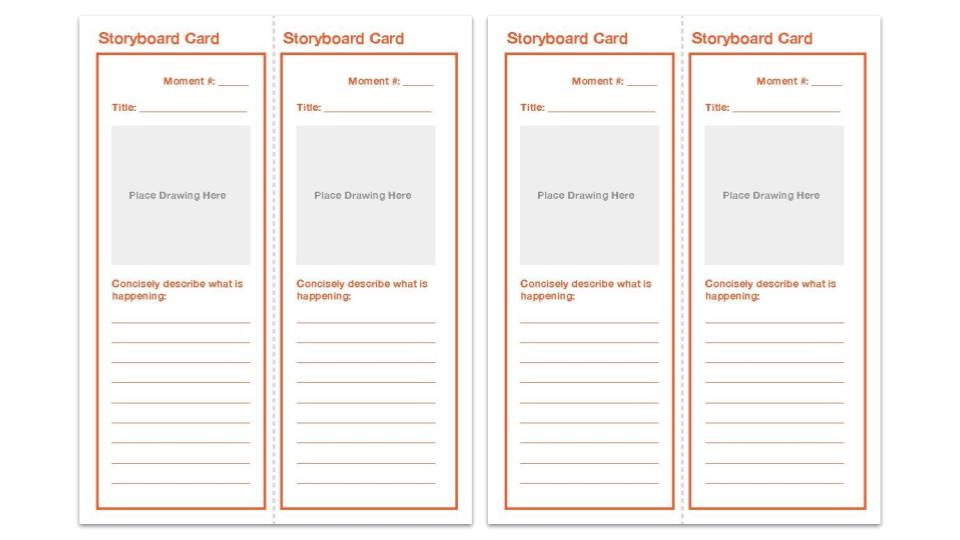 Storyboard Card
Moment #: _____
Title: ___________________
Place Drawing Here
Concisely describe what is
happening:
Storyboard Card
Moment #: _____
Title: ___________________
Place Drawing Here
Concisely describe what is
happening:
Storyboard Card
Moment #: _____
Title: ___________________
Place Drawing Here
Concisely describe what is
happening:
Storyboard Card
Moment #: _____
Title: ___________________
Place Drawing Here
Concisely describe what is
happening: